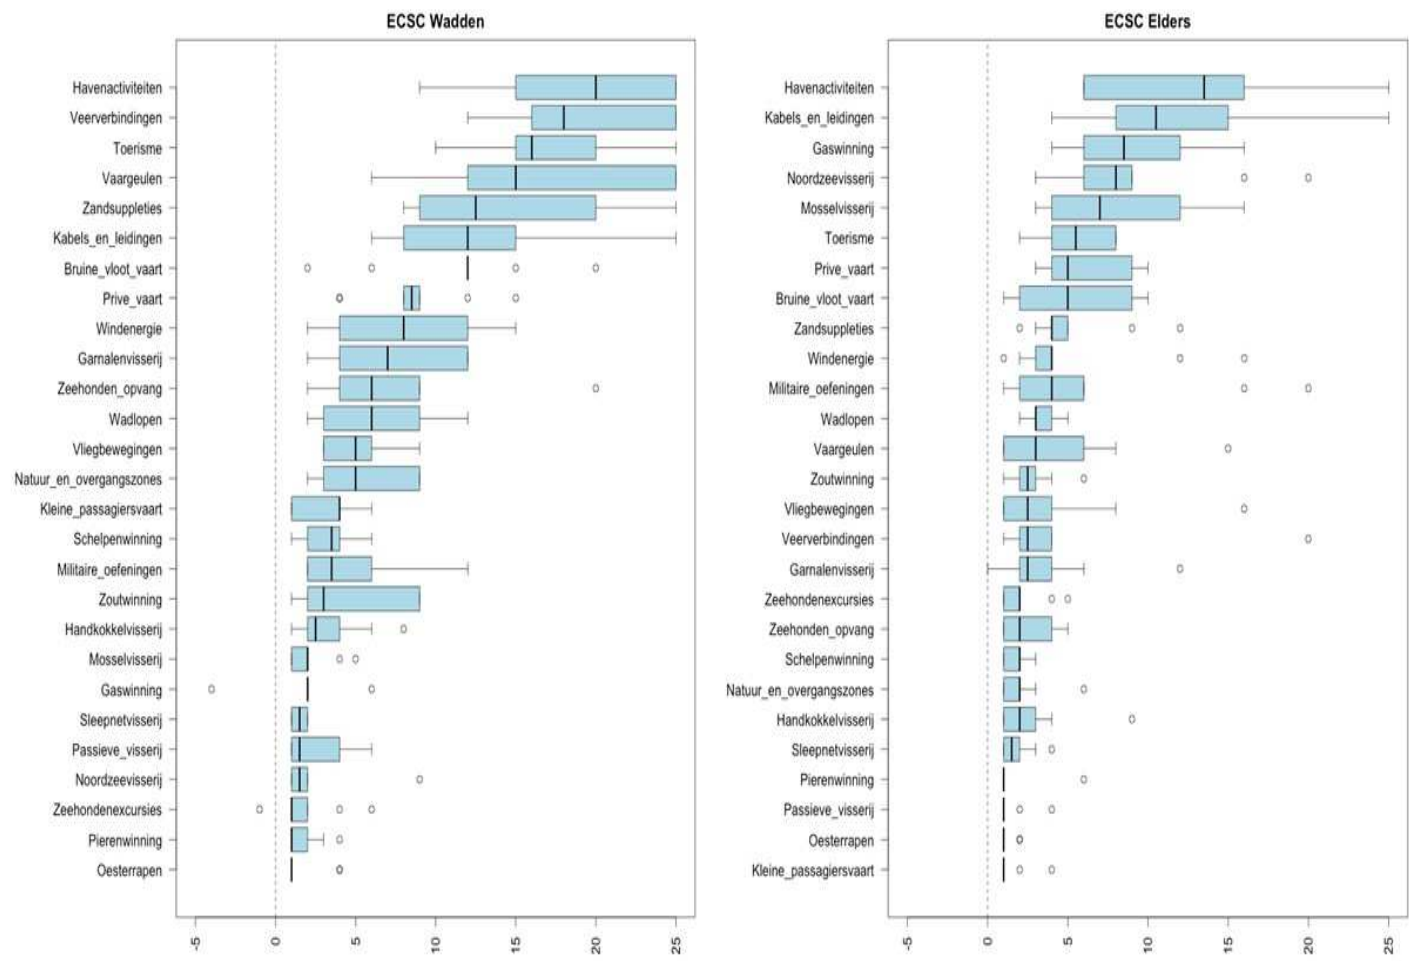 ECSC Wadden
Havenactiviteiten
Veerverbindingen
Toerisme
Vaargeulen
Zandsuppleties
Kabels_en_leidingen
Bruine_vloot_vaart
Prive_vaart
Windenergie
Garnalenvisserij
Zeehonden_opvang
Wadlopen
Vliegbewegingen
Natuur_en_overgangszones
Kleine_passagiersvaart
Schelpenwinning
Militaire_oefeningen
Zoutwinning
Handkokkelvisserij
Mosselvisserij
Gaswinning
Sleepnetvisserij
Passieve_visserij
Noordzeevisserij
Zeehondenexcursies
Pierenwinning
Oesterrapen
-5 0 5 10 15 20 25
ECSC Elders
Havenactiviteiten
Kabels_en_leidingen
Gaswinning
Noordzeevisserij
Mosselvisserij
Toerisme
Prive_vaart
Bruine_vloot_vaart
Zandsuppleties
Windenergie
Militaire_oefeningen
Wadlopen
Vaargeulen
Zoutwinning
Vliegbewegingen
Veerverbindingen
Garnalenvisserij
Zeehondenexcursies
Zeehonden_opvang
Schelpenwinning
Natuur_en_overgangszones
Handkokkelvisserij
Sleepnetvisserij
Pierenwinning
Passieve_visserij
Oesterrapen
Kleine_passagiersvaart
-5 0 5 10 15 20 25